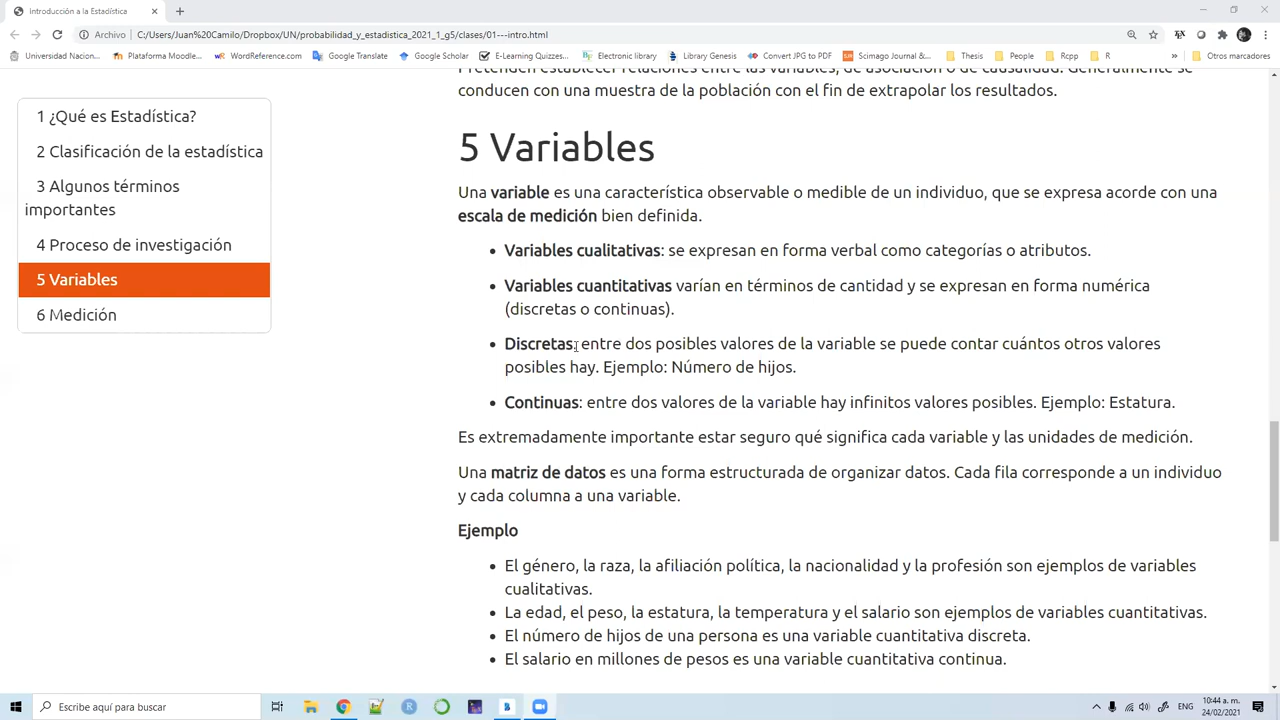 Introducción a la Estadística
Archivo | C:/Users/Juan%20Camilo/Dropbox/UN/probabilidad_y_estadistica_2021_1_g5/clases/01---intro.html
Universidad Nacion... Plataforma Moodle... WordReference.com Google Translate Google Scholar E-Learning Quizzes... Electronic library Library Genesis Convert JPG to PDF Scimago Journal &... Thesis People Rcpp R » Otros marcadores
Pretenden establecer relaciones entre las variables, de asociación o de causalidad. Generalmente se
conducen con una muestra de la población con el fin de extrapolar los resultados.
1 ¿Qué es Estadística?
2 Clasificación de la estadística
3 Algunos términos
importantes
4 Proceso de investigación
5 Variables
6 Medición
5 Variables
Una variable es una característica observable o medible de un individuo, que se expresa acorde con una
escala de medición bien definida.
• Variables cualitativas: se expresan en forma verbal como categorías o atributos.
• Variables cuantitativas varían en términos de cantidad y se expresan en forma numérica
(discretas o continuas).
• Discretas: entre dos posibles valores de la variable se puede contar cuántos otros valores
posibles hay. Ejemplo: Número de hijos.
• Continuas: entre dos valores de la variable hay infinitos valores posibles. Ejemplo: Estatura.
Es extremadamente importante estar seguro qué significa cada variable y las unidades de medición.
Una matriz de datos es una forma estructurada de organizar datos. Cada fila corresponde a un individuo
y cada columna a una variable.
Ejemplo
• El género, la raza, la afiliación política, la nacionalidad y la profesión son ejemplos de variables
cualitativas.
• La edad, el peso, la estatura, la temperatura y el salario son ejemplos de variables cuantitativas.
• El número de hijos de una persona es una variable cuantitativa discreta.
• El salario en millones de pesos es una variable cuantitativa continua.
Escribe aquí para buscar
ENG
10:44 a. m.
24/02/2021